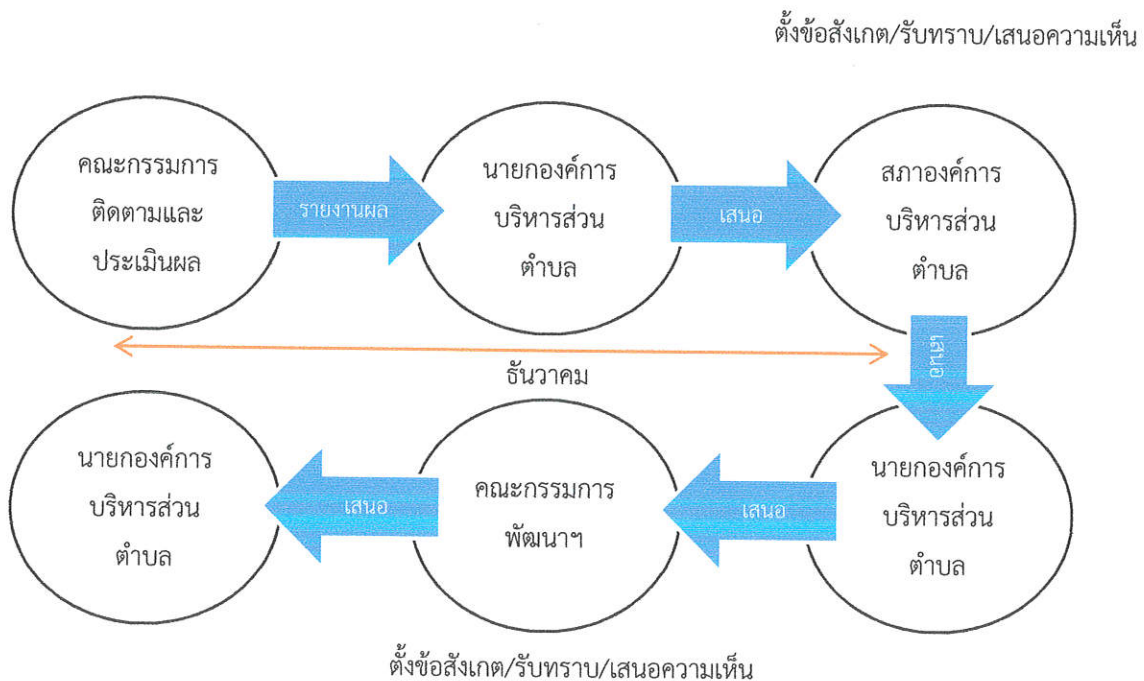 ตั้งข้อสังเกต/รับทราบ/เสนอความเห็น
คณะกรรมการ
ติดตามและ
ประเมินผล
รายงานผล
นายกองค์การ
บริหารส่วน
ตำบล
เสนอ
สภาองค์การ
บริหารส่วน
ตำบล
เสนอ
ธันวาคม
นายกองค์การ
บริหารส่วน
ตำบล
เสนอ
คณะกรรมการ
พัฒนาฯ
เสนอ
นายกองค์การ
บริหารส่วน
ตำบล
ตั้งข้อสังเกต/รับทราบ/เสนอความเห็น